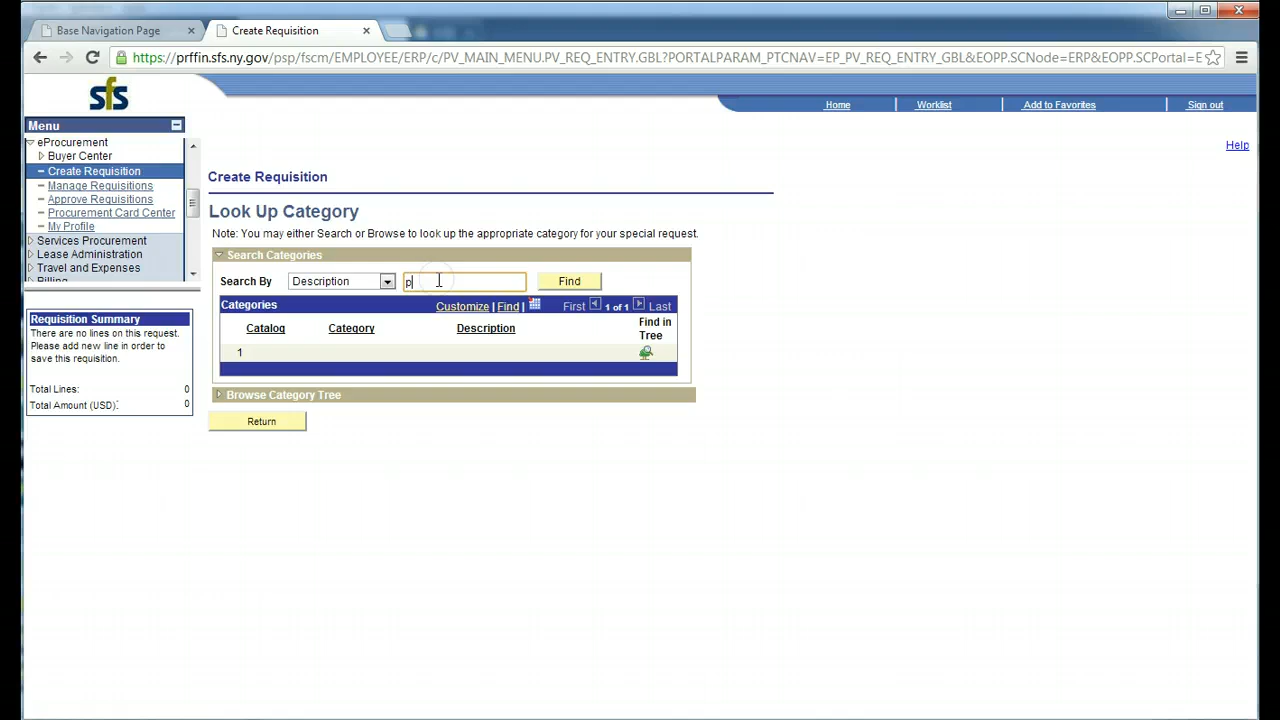 Base Navigation Page × Create Requisition ×
https://prffin.sfs.ny.gov/psp/fscm/EMPLOYEE/ERP/c/PV_MAIN_MENU.PV_REQ_ENTRY.GBL?PORTALPARAM_PTCNAV=EP_PV_REQ_ENTRY_GBL&EOPP.SCNode=ERP&EOPP.SCPortal=E
sfs
Home Worklist Add to Favorites Sign out
Menu
eProcurement
Buyer Center
Create Requisition
Manage Requisitions
Approve Requisitions
Procurement Card Center
My Profile
Services Procurement
Lease Administration
Travel and Expenses
Billing
Help
Create Requisition
Look Up Category
Note: You may either Search or Browse to look up the appropriate category for your special request.
Search Categories
Search By Description p Find
Categories Customize | Find | First 1 of 1 Last
Catalog Category Description Find in Tree
1
Browse Category Tree
Return
Requisition Summary
There are no lines on this request.
Please add new line in order to
save this requisition.
Total Lines: 0
Total Amount (USD): 0